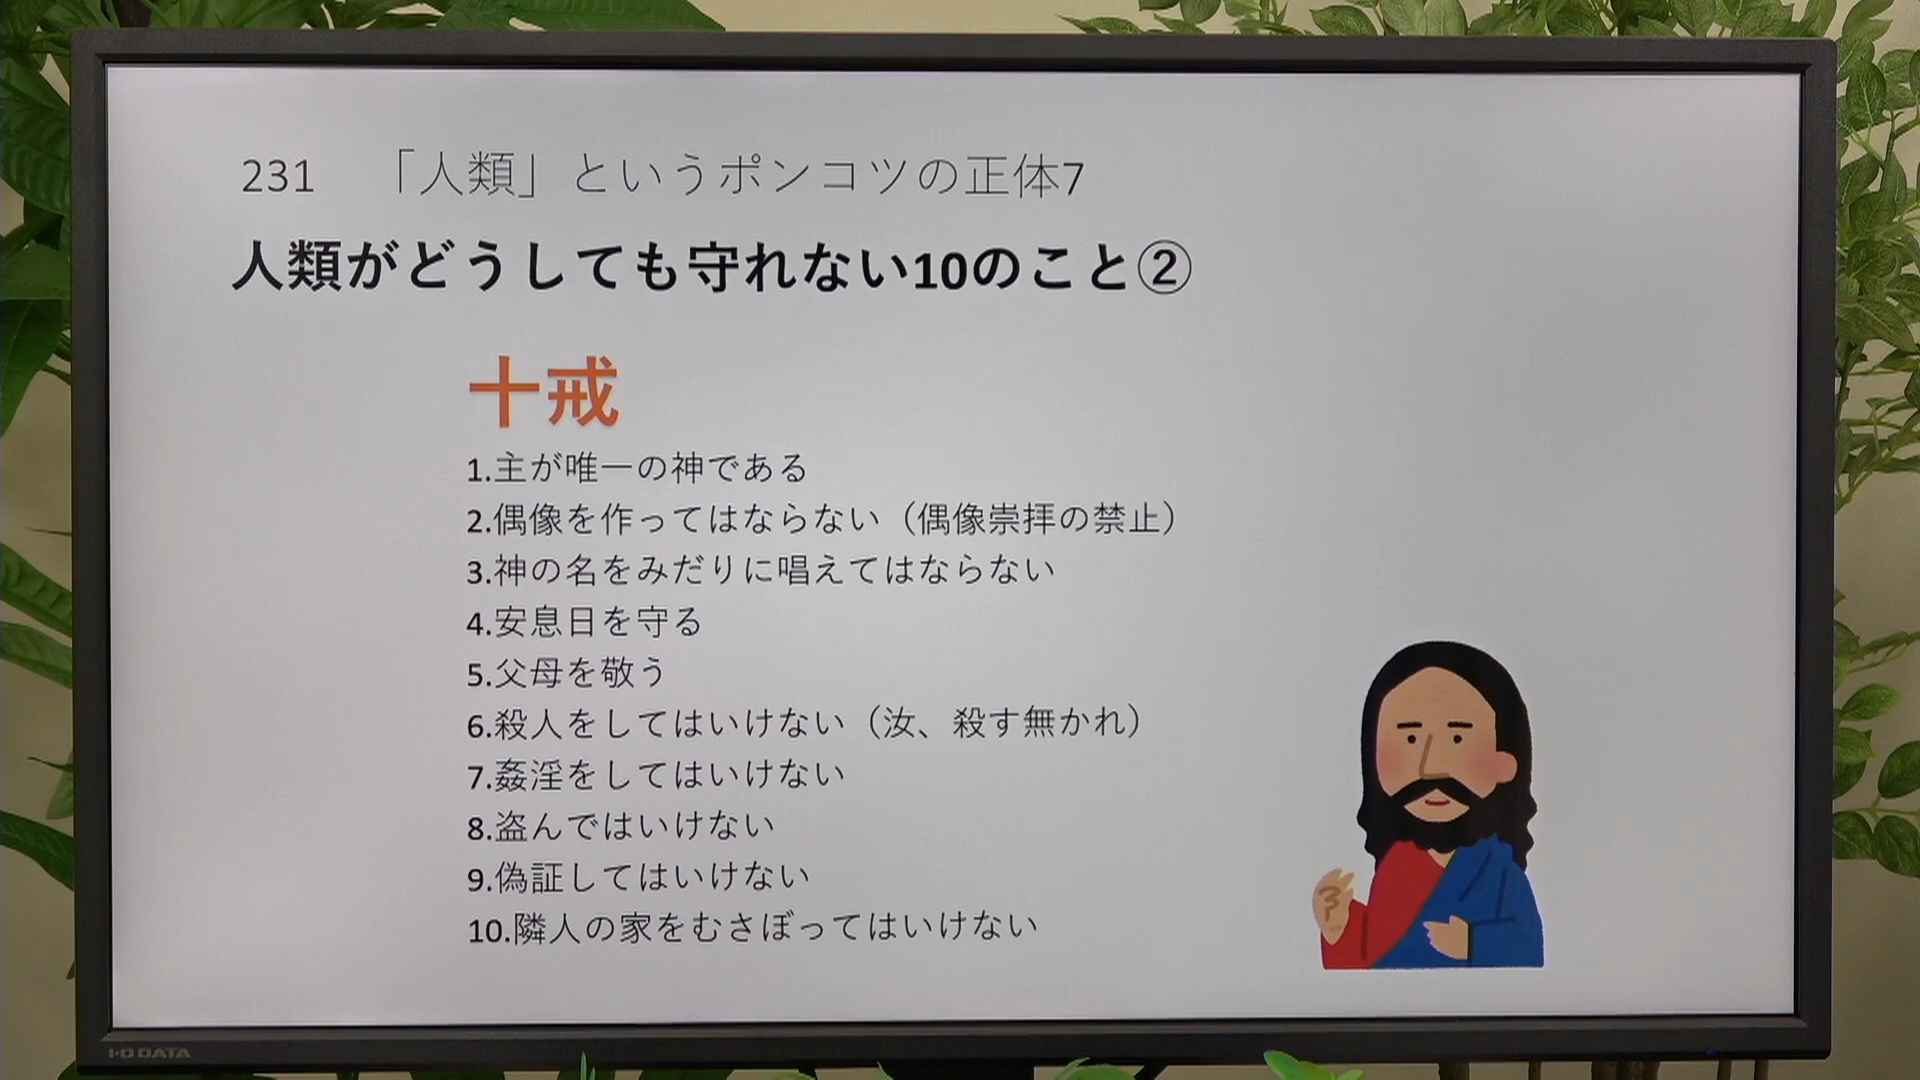 231 「人類」というポンコツの正体7
人類がどうしても守れない10のこと②
十戒
1.主が唯一の神である
2.偶像を作ってはならない（偶像崇拝の禁止）
3.神の名をみだりに唱えてはならない
4.安息日を守る
5.父母を敬う
6.殺人をしてはいけない（汝、殺す無かれ）
7.姦淫をしてはいけない
8.盗んではいけない
9.偽証してはいけない
10.隣人の家をむさぼってはいけない
I-O DATA